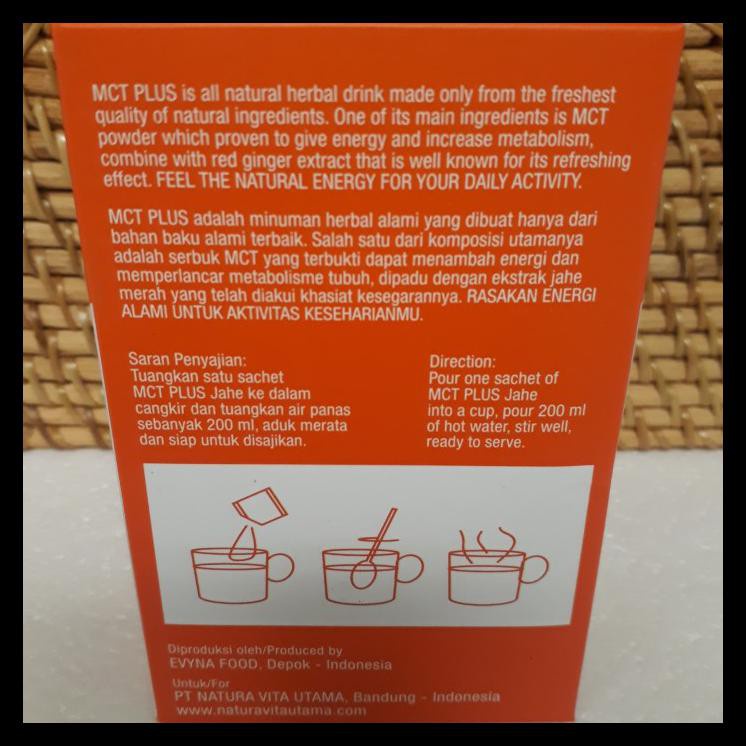 MCT PLUS is all natural herbal drink made only from the freshest
quality of natural ingredients. One of its main ingredients is MCT
powder which proven to give energy and increase metabolism,
combine with red ginger extract that is well known for its refreshing
effect. FEEL THE NATURAL ENERGY FOR YOUR DAILY ACTIVITY.
MCT PLUS adalah minuman herbal alami yang dibuat hanya dari
bahan baku alami terbaik. Salah satu dari komposisi utamanya
adalah serbuk MCT yang terbukti dapat menambah energi dan
memperlancar metabolisme tubuh, dipadu dengan ekstrak jahe
merah yang telah diakui khasiat kesegarannya. RASAKAN ENERGI
ALAMI UNTUK AKTIVITAS KESEHARIANMU.
Saran Penyajian:
Tuangkan satu sachet
MCT PLUS Jahe ke dalam
cangkir dan tuangkan air panas
sebanyak 200 ml, aduk merata
dan siap untuk disajikan.
Direction:
Pour one sachet of
MCT PLUS Jahe
into a cup, pour 200 ml
of hot water, stir well,
ready to serve.
Diproduksi oleh/Produced by
EVYNA FOOD, Depok - Indonesia
Untuk/For
PT NATURA VITA UTAMA, Bandung - Indonesia
www.naturavitautama.com